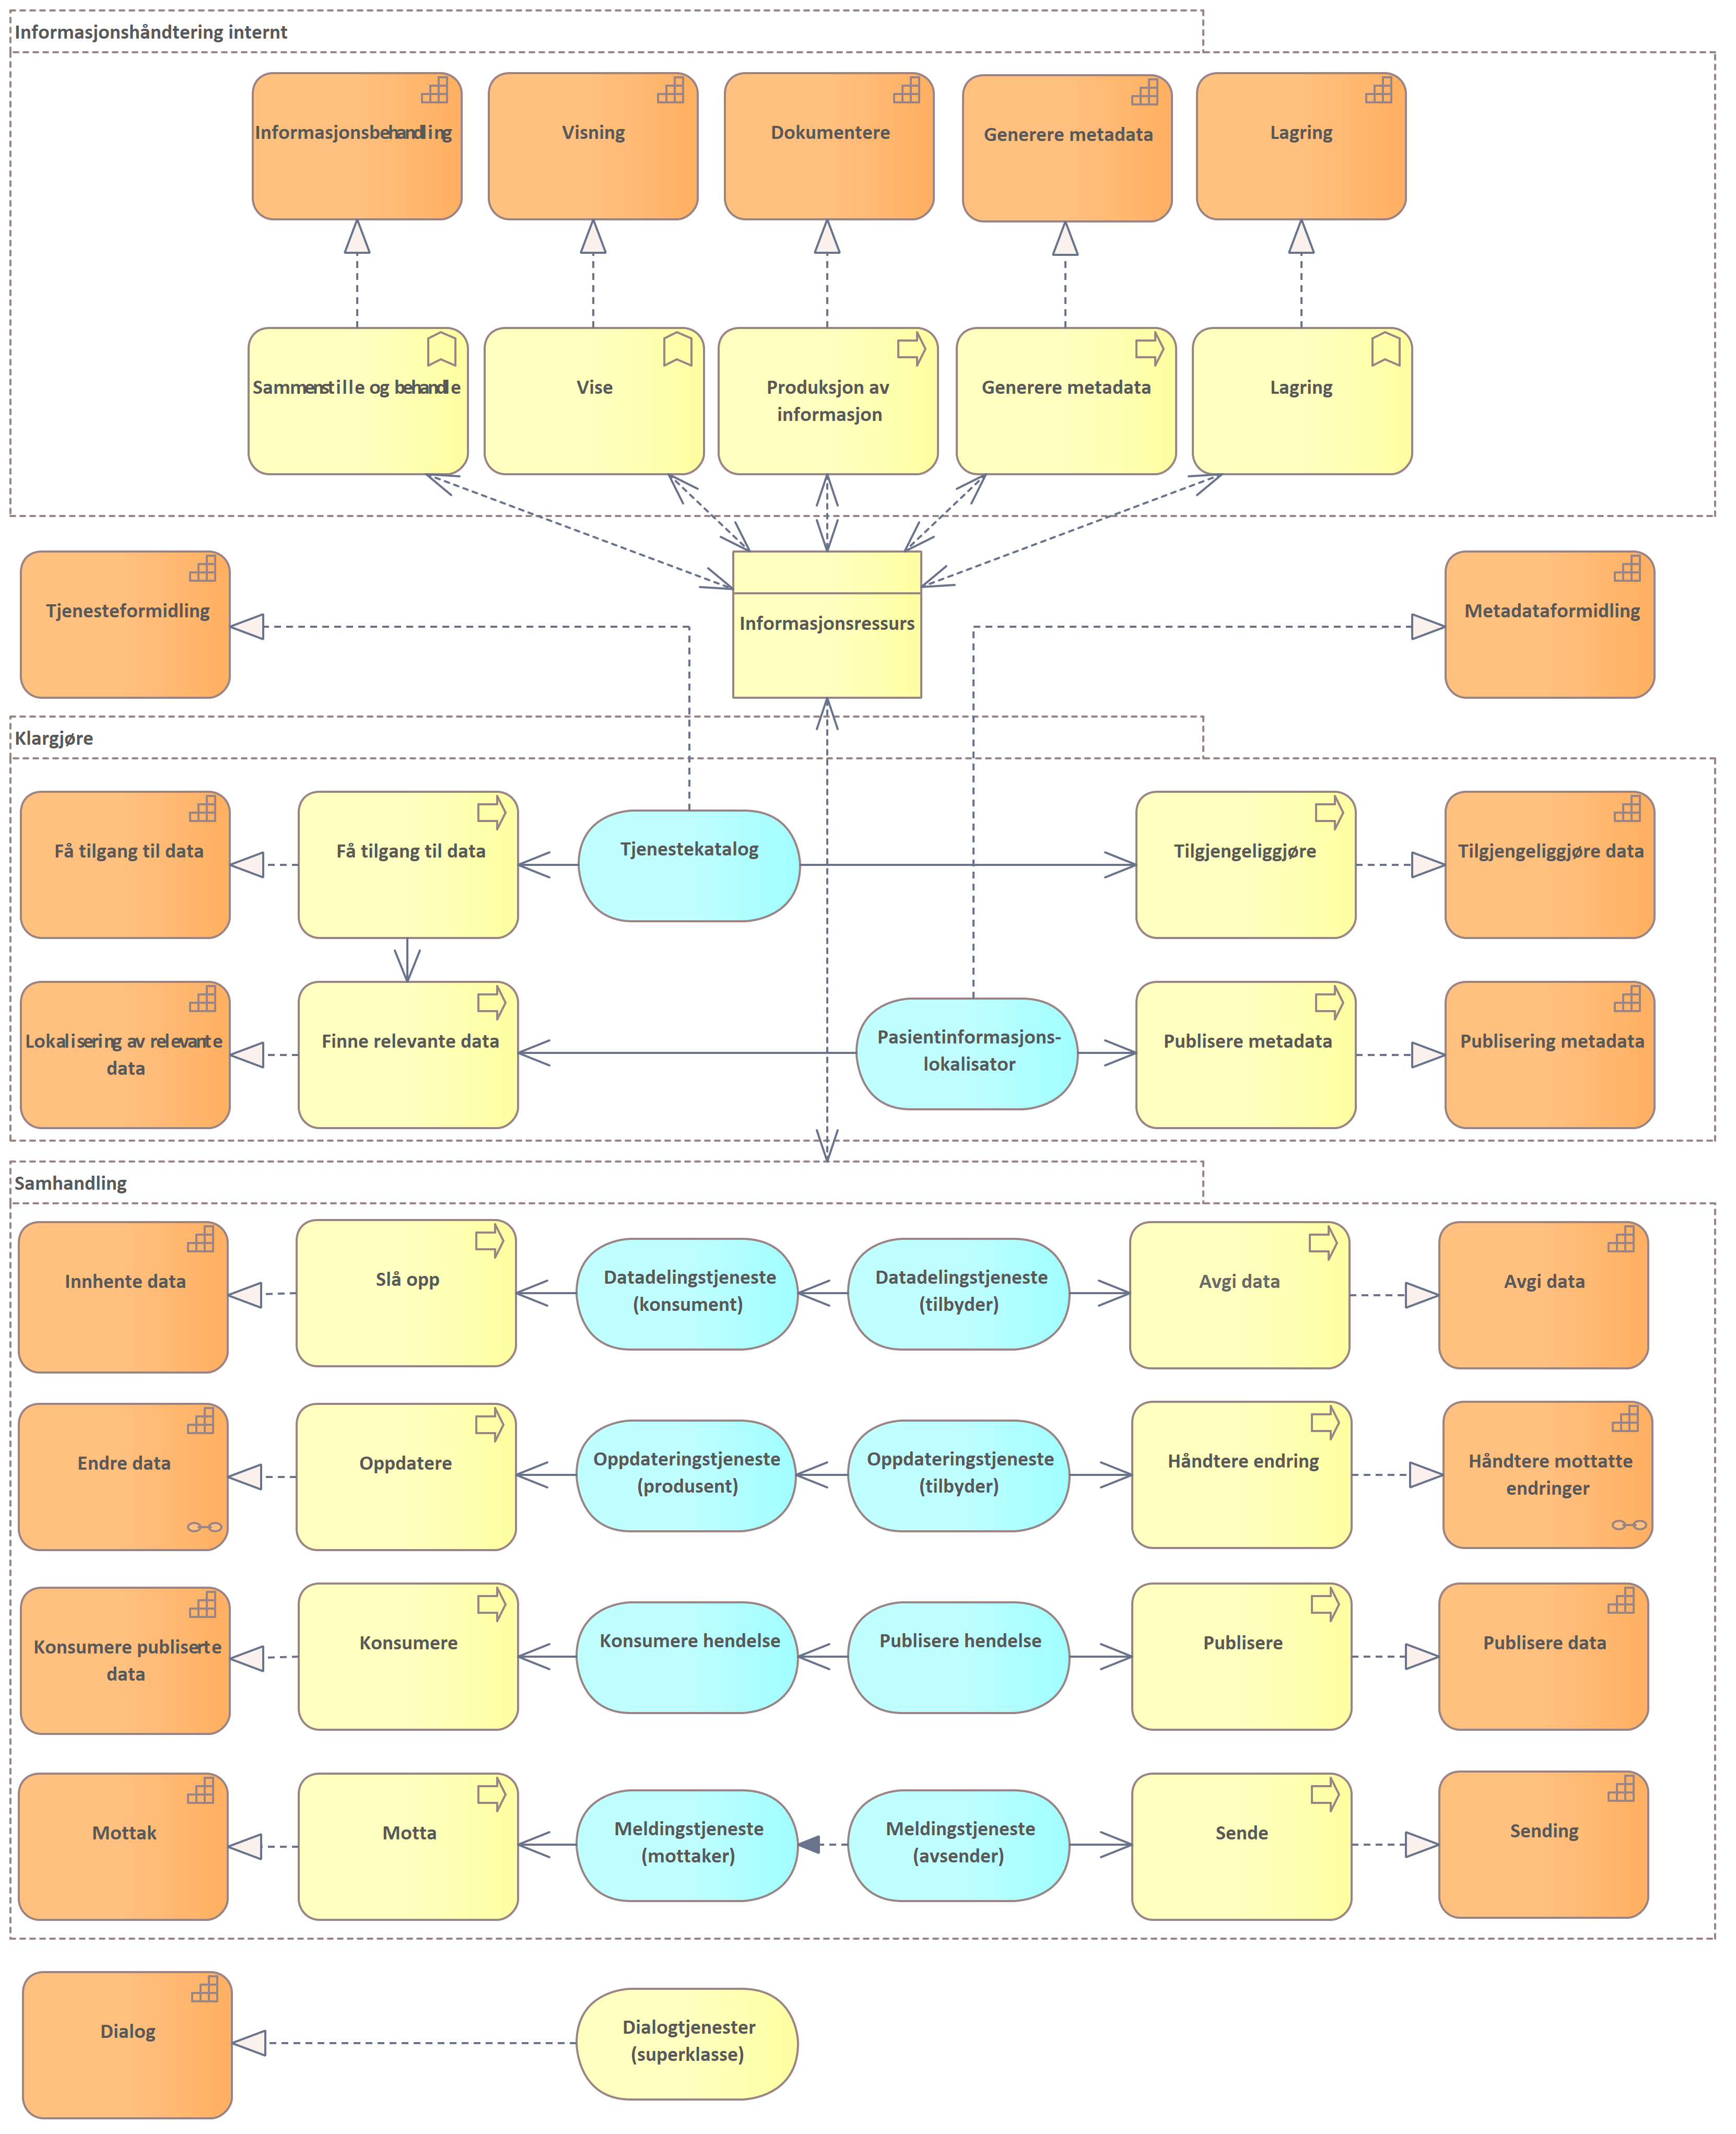 Informasjonshåndtering internt
Informasjonsbehandling
Visning
Dokumentere
Generere metadata
Lagring
Sammenstille og behandle
Vise
Produksjon av
informasjon
Generere metadata
Lagring
Tjenesteformidling
Informasjonsressurs
Metadataformidling
Klargjøre
Få tilgang til data
Få tilgang til data
Tjenestekatalog
Tilgjengeliggjøre
Tilgjengeliggjøre data
Lokalisering av relevante
data
Finne relevante data
Pasientinformasjons-
lokalisator
Publisere metadata
Publisering metadata
Samhandling
Innhente data
Slå opp
Datadelingstjeneste
(konsument)
Datadelingstjeneste
(tilbyder)
Avgi data
Avgi data
Endre data
Oppdatere
Oppdateringstjeneste
(produsent)
Oppdateringstjeneste
(tilbyder)
Håndtere endring
Håndtere mottatte
endringer
Konsumere publiserte
data
Konsumere
Konsumere hendelse
Publisere hendelse
Publisere
Publisere data
Mottak
Motta
Meldingstjeneste
(mottaker)
Meldingstjeneste
(avsender)
Sende
Sending
Dialog
Dialogtjenester
(superklasse)